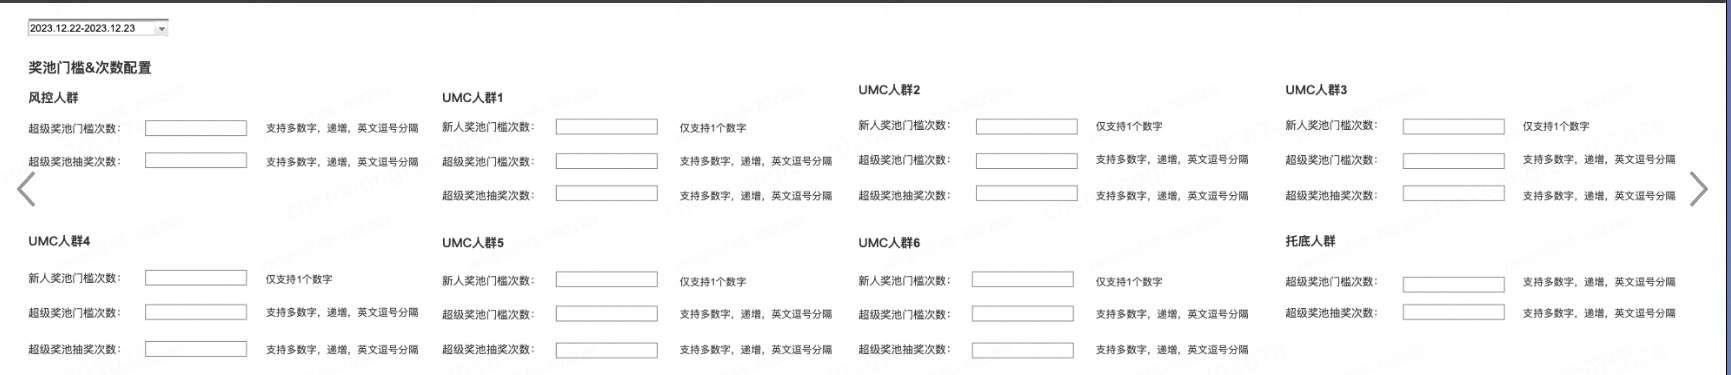 2023.12.22-2023.12.23
奖池门槛&次数配置
风控人群
超级奖池门槛次数：
支持多数字，递增，英文逗号分隔
超级奖池抽奖次数：
支持多数字，递增，英文逗号分隔
UMC人群1
新人奖池门槛次数：
仅支持1个数字
超级奖池门槛次数：
支持多数字，递增，英文逗号分隔
超级奖池抽奖次数：
支持多数字，递增，英文逗号分隔
UMC人群2
新人奖池门槛次数：
仅支持1个数字
超级奖池门槛次数：
支持多数字，递增，英文逗号分隔
超级奖池抽奖次数：
支持多数字，递增，英文逗号分隔
UMC人群3
新人奖池门槛次数：
仅支持1个数字
超级奖池门槛次数：
支持多数字，递增，英文逗号分隔
超级奖池抽奖次数：
支持多数字，递增，英文逗号分隔
UMC人群4
新人奖池门槛次数：
仅支持1个数字
超级奖池门槛次数：
支持多数字，递增，英文逗号分隔
超级奖池抽奖次数：
支持多数字，递增，英文逗号分隔
UMC人群5
新人奖池门槛次数：
仅支持1个数字
超级奖池门槛次数：
支持多数字，递增，英文逗号分隔
超级奖池抽奖次数：
支持多数字，递增，英文逗号分隔
UMC人群6
新人奖池门槛次数：
仅支持1个数字
超级奖池门槛次数：
支持多数字，递增，英文逗号分隔
超级奖池抽奖次数：
支持多数字，递增，英文逗号分隔
托底人群
超级奖池门槛次数：
支持多数字，递增，英文逗号分隔
超级奖池抽奖次数：
支持多数字，递增，英文逗号分隔